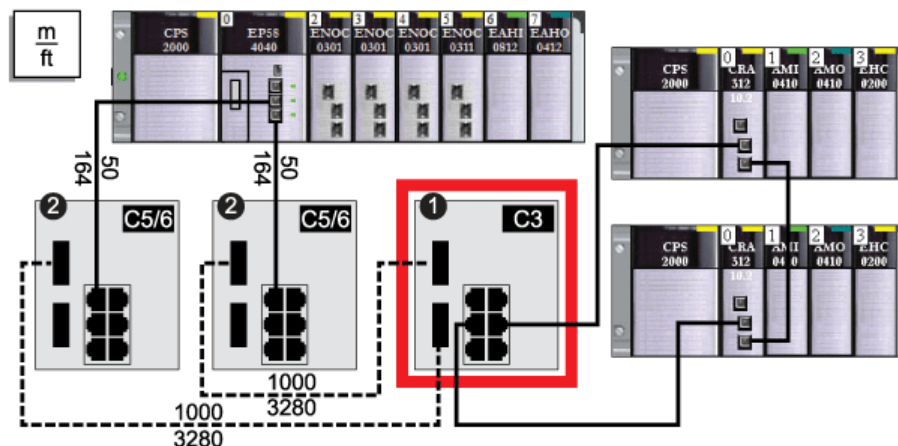 m
ft
0 2 3 4 5 6 7
CPS EP58 ENOC ENOC ENOC ENOC EAHI EAHO
2000 4040 0301 0301 0301 0311 0812 0412
0 1 2 3
CPS CRA AMI AMO EHC
2000 312 0410 0410 0200
10.2
50
164
50
164
2 C5/6
2 C5/6
1 C3
0 1 2 3
CPS CRA AMI AMO EHC
2000 312 0410 0410 0200
10.2
1000
3280
1000
3280